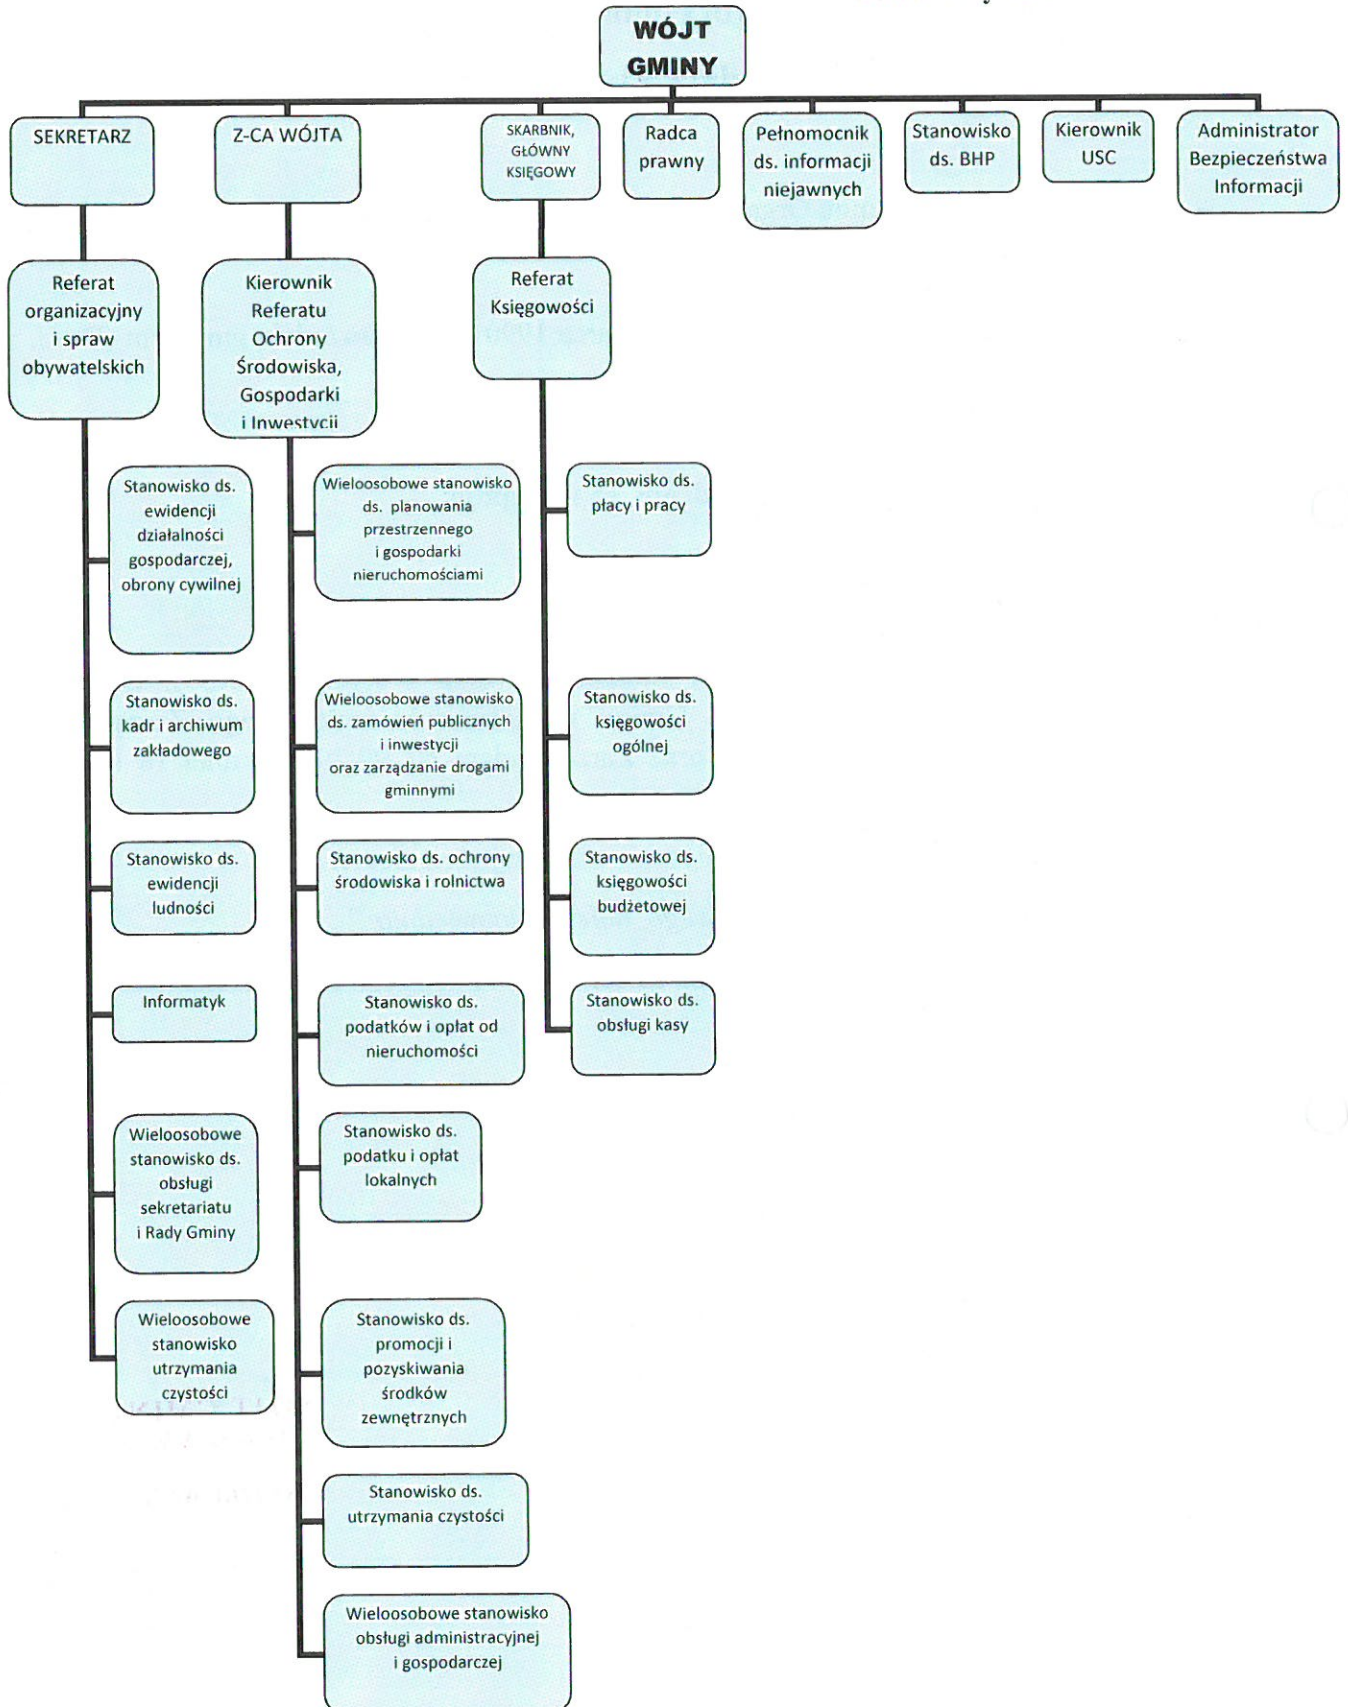 WÓJT
GMINY
SEKRETARZ
Z-CA WÓJTA
SKARBNIK,
GŁÓWNY
KSIĘGOWY
Radca
prawny
Pełnomocnik
ds. informacji
niejawnych
Stanowisko
ds. BHP
Kierownik
USC
Administrator
Bezpieczeństwa
Informacji
Referat
organizacyjny
i spraw
obywatelskich
Kierownik
Referatu
Ochrony
Środowiska,
Gospodarki
i Inwestycji
Referat
Księgowości
Stanowisko ds.
ewidencji
działalności
gospodarczej,
obrony cywilnej
Stanowisko ds.
kadr i archiwum
zakładowego
Stanowisko ds.
ewidencji
ludności
Informatyk
Wieloosobowe
stanowisko ds.
obsługi
sekretariatu
i Rady Gminy
Wieloosobowe
stanowisko
utrzymania
czystości
Wieloosobowe stanowisko
ds. planowania
przestrzennego
i gospodarki
nieruchomościami
Wieloosobowe stanowisko
ds. zamówień publicznych
i inwestycji
oraz zarządzanie drogami
gminnymi
Stanowisko ds. ochrony
środowiska i rolnictwa
Stanowisko ds.
podatków i opłat od
nieruchomości
Stanowisko ds.
podatku i opłat
lokalnych
Stanowisko ds.
promocji i
pozyskiwania
środków
zewnętrznych
Stanowisko ds.
utrzymania czystości
Wieloosobowe stanowisko
obsługi administracyjnej
i gospodarczej
Stanowisko ds.
płacy i pracy
Stanowisko ds.
księgowości
ogólnej
Stanowisko ds.
księgowości
budżetowej
Stanowisko ds.
obsługi kasy